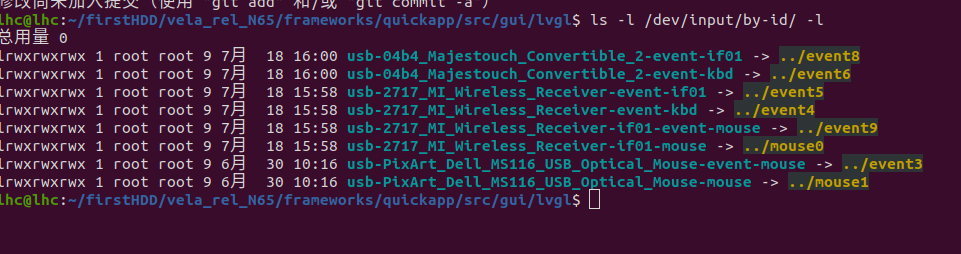 修改尚未加入提交（使用 "git add" 和/或 "git commit -a"）
lhc@lhc:~/firstHDD/vela_rel_N65/frameworks/quickapp/src/gui/lvgl$ ls -l /dev/input/by-id/ -l
总用量 0
lrwxrwxrwx 1 root root 9 7月  18 16:00 usb-04b4_Majestouch_Convertible_2-event-if01 -> ../event8
lrwxrwxrwx 1 root root 9 7月  18 16:00 usb-04b4_Majestouch_Convertible_2-event-kbd -> ../event6
lrwxrwxrwx 1 root root 9 7月  18 15:58 usb-2717_MI_Wireless_Receiver-event-if01 -> ../event5
lrwxrwxrwx 1 root root 9 7月  18 15:58 usb-2717_MI_Wireless_Receiver-event-kbd -> ../event4
lrwxrwxrwx 1 root root 9 7月  18 15:58 usb-2717_MI_Wireless_Receiver-if01-event-mouse -> ../event9
lrwxrwxrwx 1 root root 9 7月  18 15:58 usb-2717_MI_Wireless_Receiver-if01-mouse -> ../mouse0
lrwxrwxrwx 1 root root 9 6月  30 10:16 usb-PixArt_Dell_MS116_USB_Optical_Mouse-event-mouse -> ../event3
lrwxrwxrwx 1 root root 9 6月  30 10:16 usb-PixArt_Dell_MS116_USB_Optical_Mouse-mouse -> ../mouse1
lhc@lhc:~/firstHDD/vela_rel_N65/frameworks/quickapp/src/gui/lvgl$